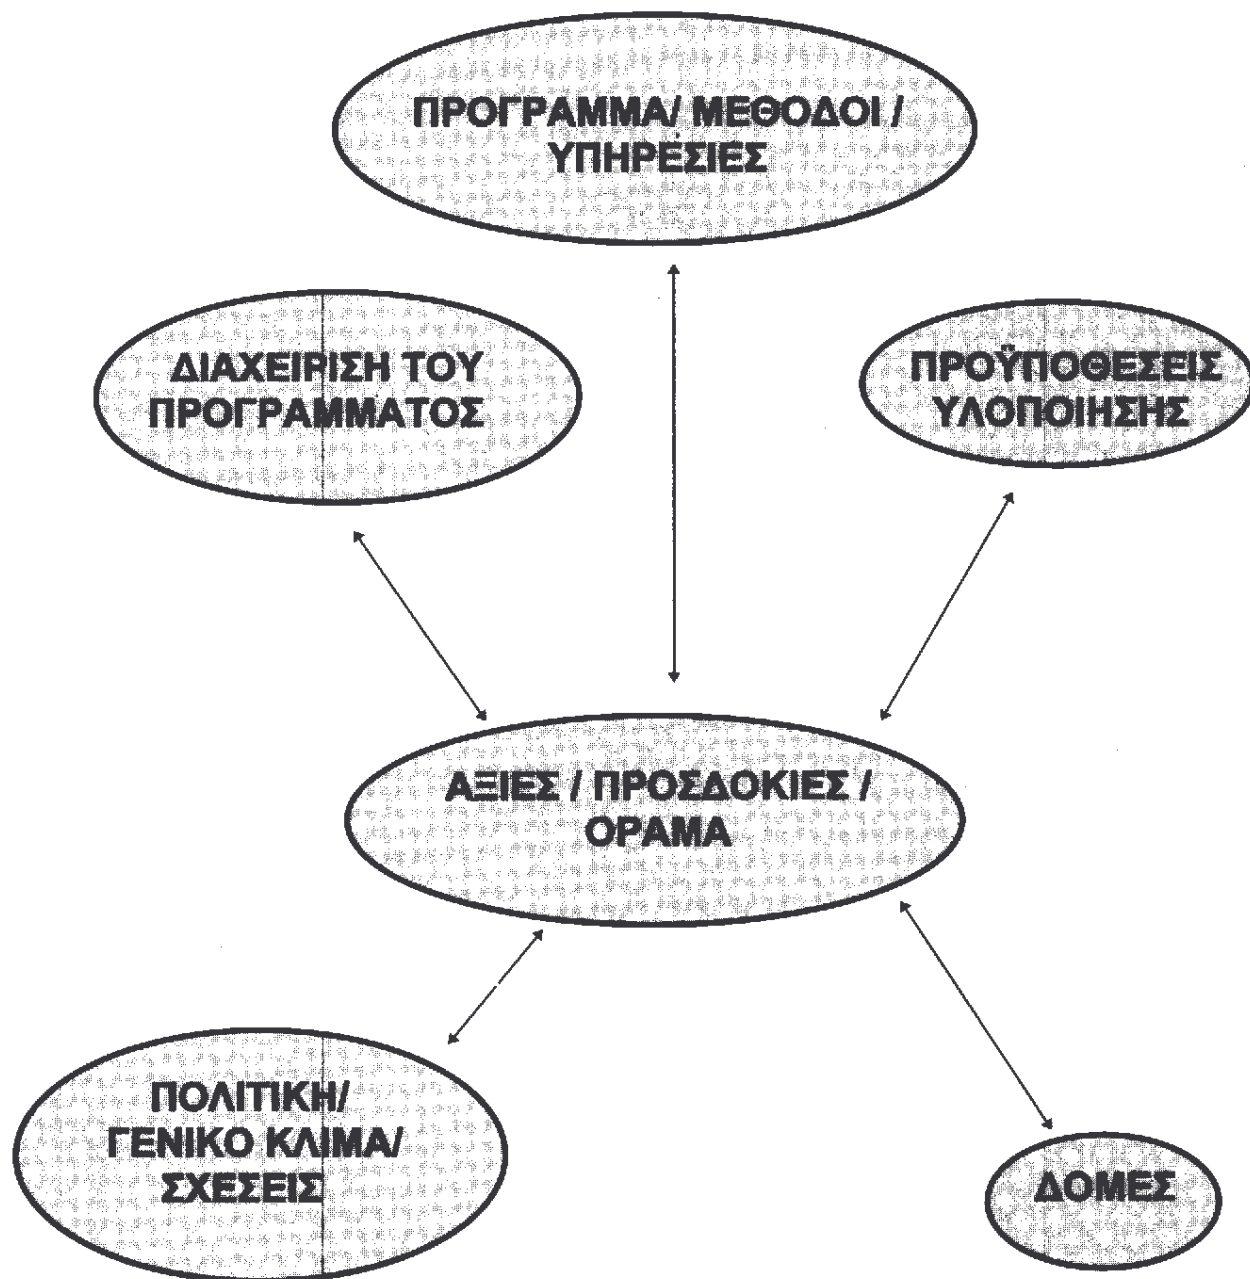 ΠΡΟΓΡΑΜΜΑ/ ΜΕΘΟΔΟΙ /
ΥΠΗΡΕΣΙΕΣ
ΔΙΑΧΕΙΡΙΣΗ ΤΟΥ
ΠΡΟΓΡΑΜΜΑΤΟΣ
ΠΡΟΫΠΟΘΕΣΕΙΣ
ΥΛΟΠΟΙΗΣΗΣ
ΑΞΙΕΣ / ΠΡΟΣΔΟΚΙΕΣ /
ΟΡΑΜΑ
ΠΟΛΙΤΙΚΗ/
ΓΕΝΙΚΟ ΚΛΙΜΑ/
ΣΧΕΣΕΙΣ
ΔΟΜΕΣ